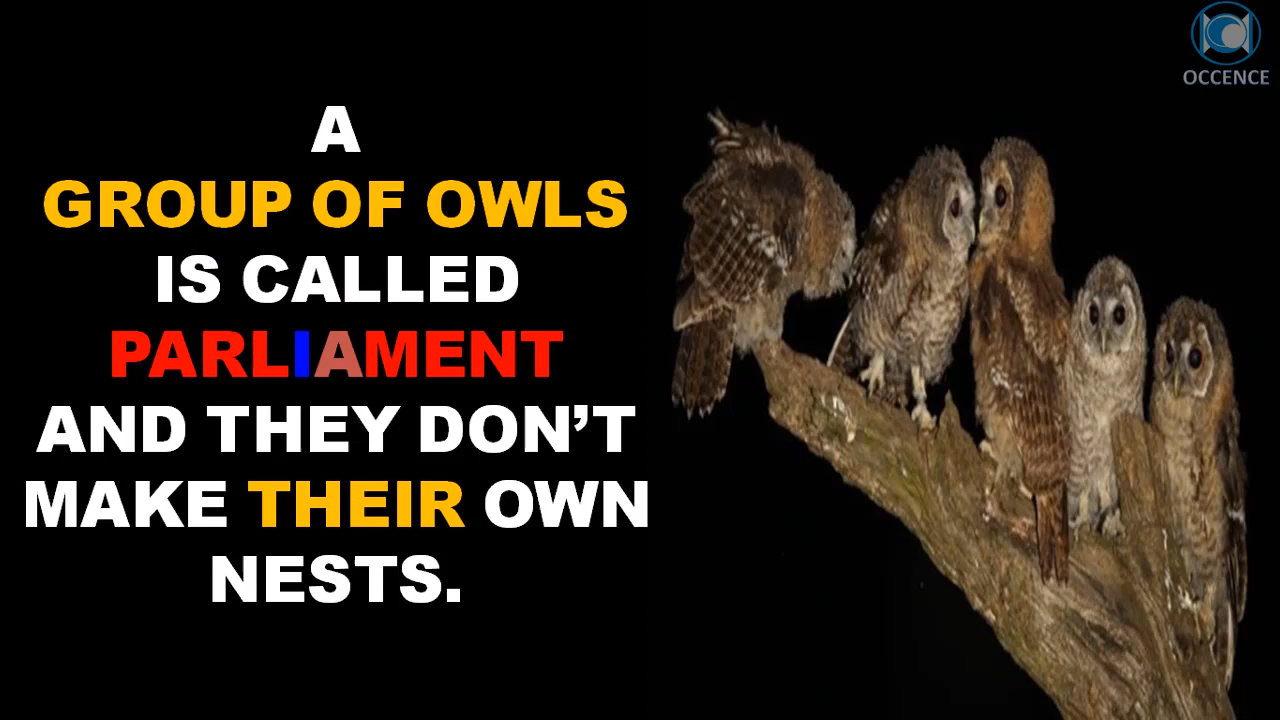 OCCENCE
A
GROUP OF OWLS
IS CALLED
PARLIAMENT
AND THEY DON’T
MAKE THEIR OWN
NESTS.